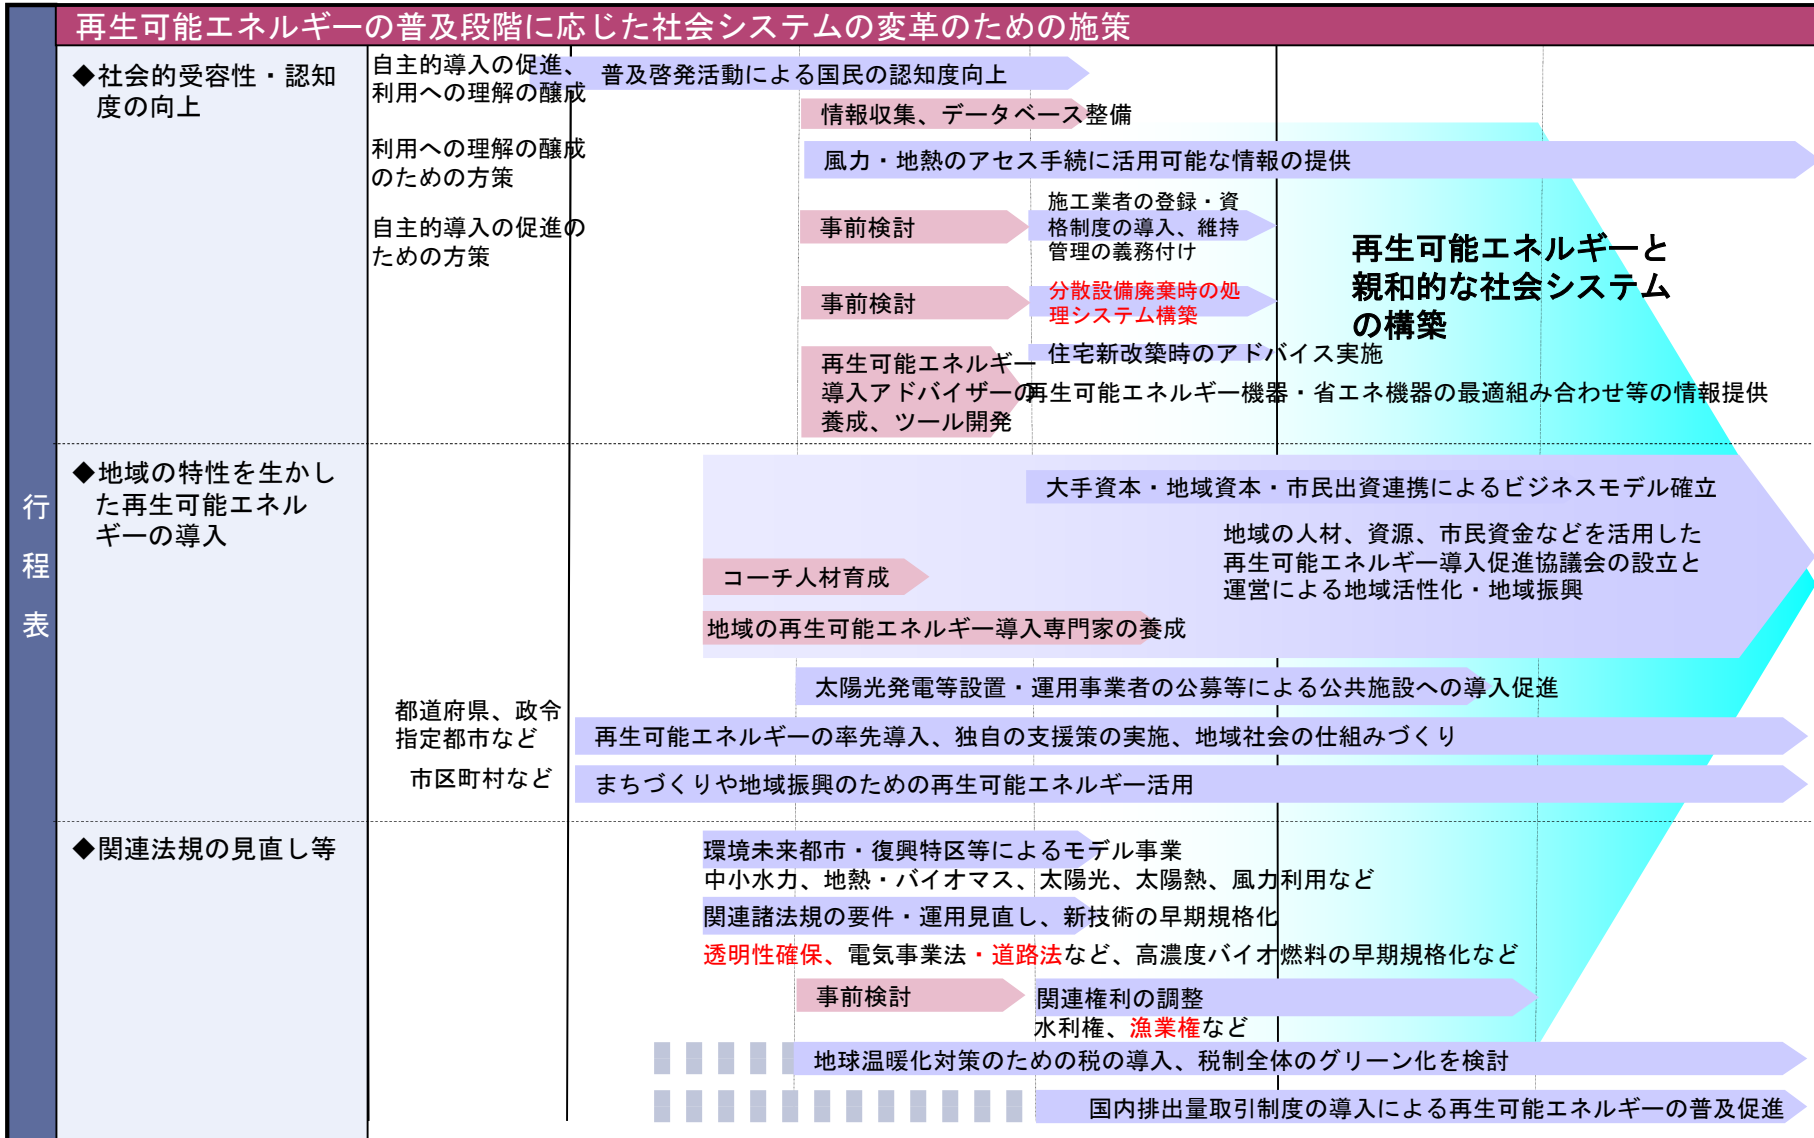 再生可能エネルギーの普及段階に応じた社会システムの変革のための施策
行
程
表
◆社会的受容性・認知
度の向上
自主的導入の促進、
利用への理解の醸成
普及啓発活動による国民の認知度向上
情報収集、データベース整備
利用への理解の醸成
のための方策
風力・地熱のアセス手続に活用可能な情報の提供
自主的導入の促進の
ための方策
事前検討
施工業者の登録・資
格制度の導入、維持
管理の義務付け
事前検討
分散設備廃棄時の処
理システム構築
再生可能エネルギー
導入アドバイザーの
養成、ツール開発
住宅新改築時のアドバイス実施
再生可能エネルギー機器・省エネ機器の最適組み合わせ等の情報提供
再生可能エネルギーと
親和的な社会システム
の構築
◆地域の特性を生かし
た再生可能エネル
ギーの導入
大手資本・地域資本・市民出資連携によるビジネスモデル確立
地域の人材、資源、市民資金などを活用した
再生可能エネルギー導入促進協議会の設立と
運営による地域活性化・地域振興
コーチ人材育成
地域の再生可能エネルギー導入専門家の養成
太陽光発電等設置・運用事業者の公募等による公共施設への導入促進
都道府県、政令
指定都市など
再生可能エネルギーの率先導入、独自の支援策の実施、地域社会の仕組みづくり
市区町村など
まちづくりや地域振興のための再生可能エネルギー活用
◆関連法規の見直し等
環境未来都市・復興特区等によるモデル事業
中小水力、地熱・バイオマス、太陽光、太陽熱、風力利用など
関連諸法規の要件・運用見直し、新技術の早期規格化
透明性確保、電気事業法・道路法など、高濃度バイオ燃料の早期規格化など
事前検討
関連権利の調整
水利権、漁業権など
地球温暖化対策のための税の導入、税制全体のグリーン化を検討
国内排出量取引制度の導入による再生可能エネルギーの普及促進